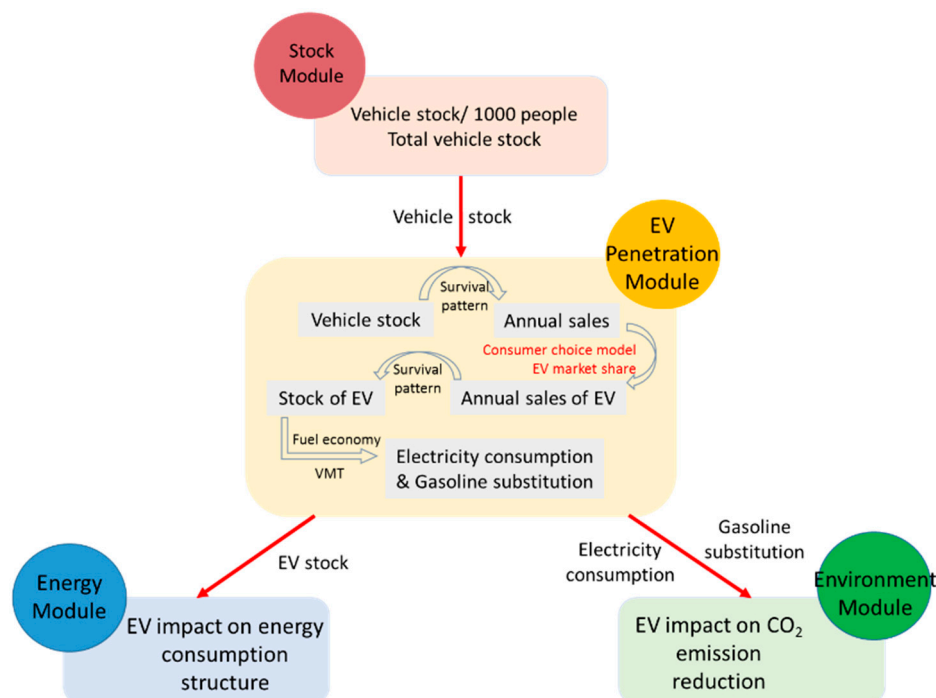 Stock
Module
Vehicle stock/ 1000 people
Total vehicle stock
Vehicle stock
EV
Penetration
Module
Survival
pattern
Vehicle stock
Annual sales
Consumer choice model
EV market share
Survival
pattern
Stock of EV
Annual sales of EV
Fuel economy
VMT
Electricity consumption
& Gasoline substitution
EV stock
Electricity
consumption
Gasoline
substitution
Energy
Module
EV impact on energy
consumption
structure
Environment
Module
EV impact on CO₂
emission
reduction